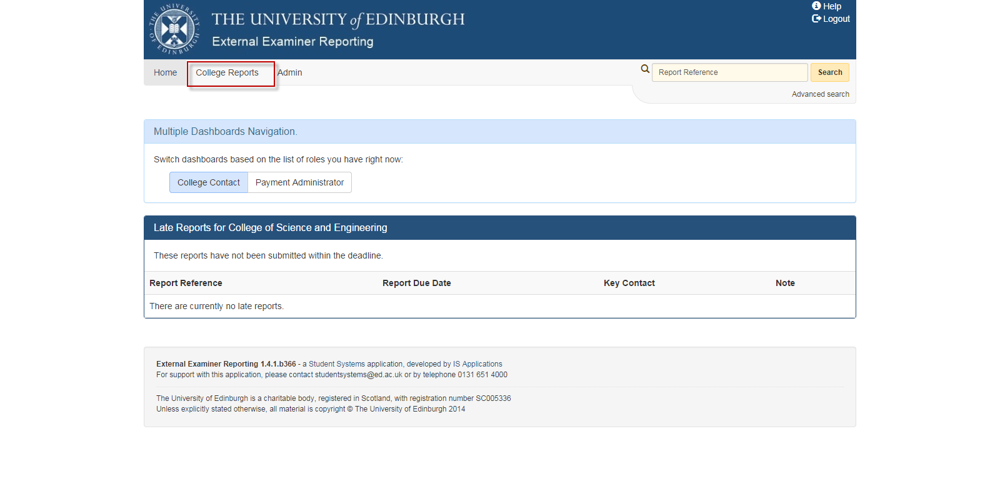 THE UNIVERSITY OF EDINBURGH
THE UNIVERSITY of EDINBURGH
External Examiner Reporting
Help
Logout
Home College Reports Admin
Report Reference Search
Advanced search
Multiple Dashboards Navigation.
Switch dashboards based on the list of roles you have right now:
College Contact Payment Administrator
Late Reports for College of Science and Engineering
These reports have not been submitted within the deadline.
Report Reference Report Due Date Key Contact Note
There are currently no late reports.
External Examiner Reporting 1.4.1.b366 - a Student Systems application, developed by IS Applications
For support with this application, please contact studentsystems@ed.ac.uk or by telephone 0131 651 4000
The University of Edinburgh is a charitable body, registered in Scotland, with registration number SC005336
Unless explicitly stated otherwise, all material is copyright © The University of Edinburgh 2014